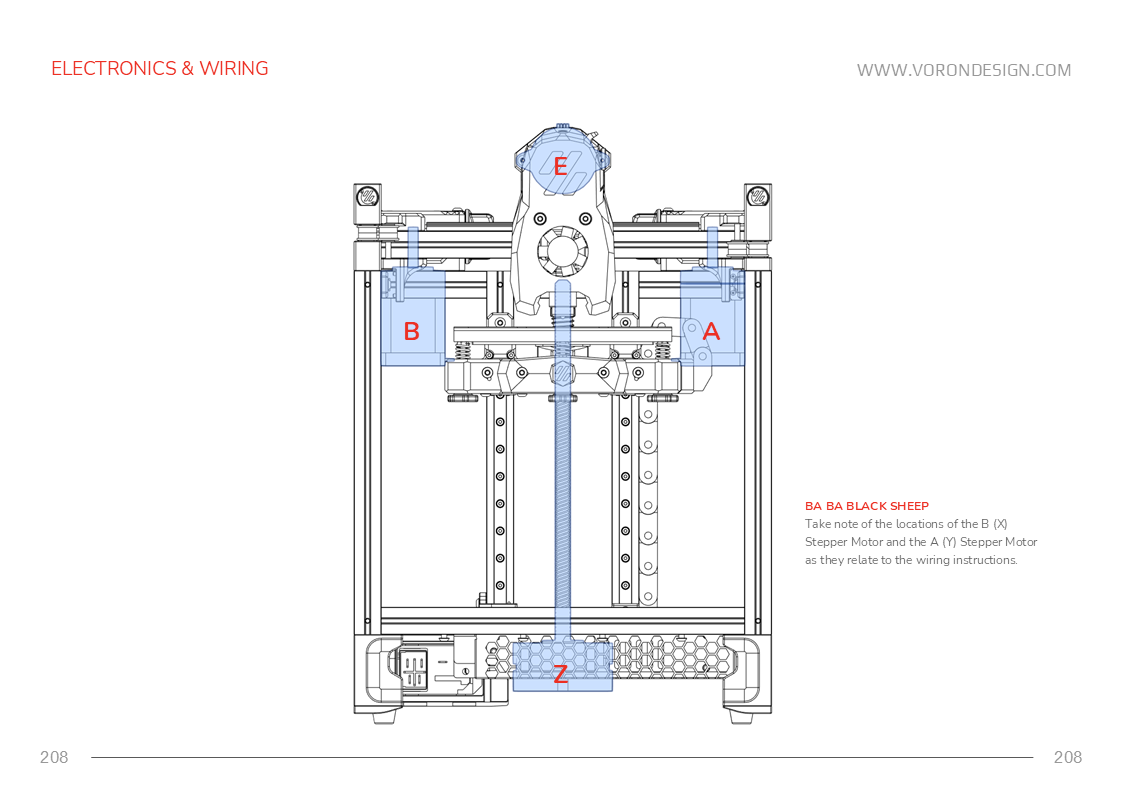 ELECTRONICS & WIRING
WWW.VORONDESIGN.COM
E
B
A
BA BA BLACK SHEEP
Take note of the locations of the B (X)
Stepper Motor and the A (Y) Stepper Motor
as they relate to the wiring instructions.
Z
208
208